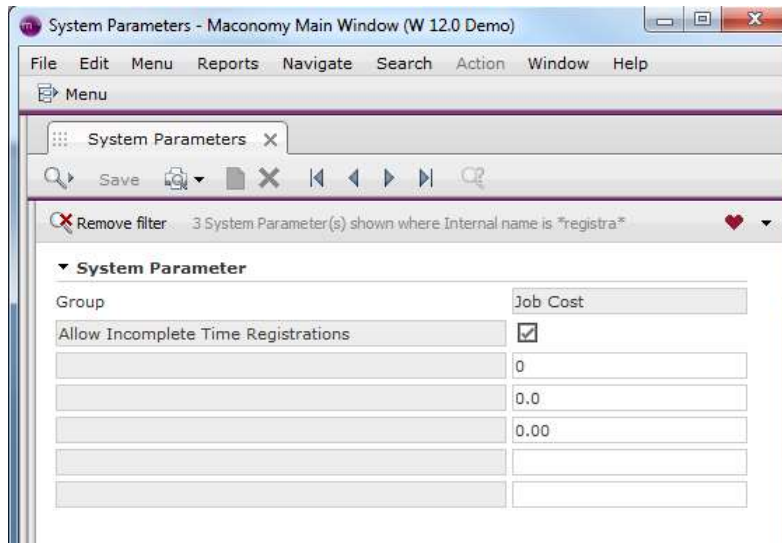 System Parameters - Maconomy Main Window (W 12.0 Demo)
File Edit Menu Reports Navigate Search Action Window Help
Menu
System Parameters
Save
Remove filter 3 System Parameter(s) shown where Internal name is *registra*
System Parameter
Group Job Cost
Allow Incomplete Time Registrations
0
0.0
0.00